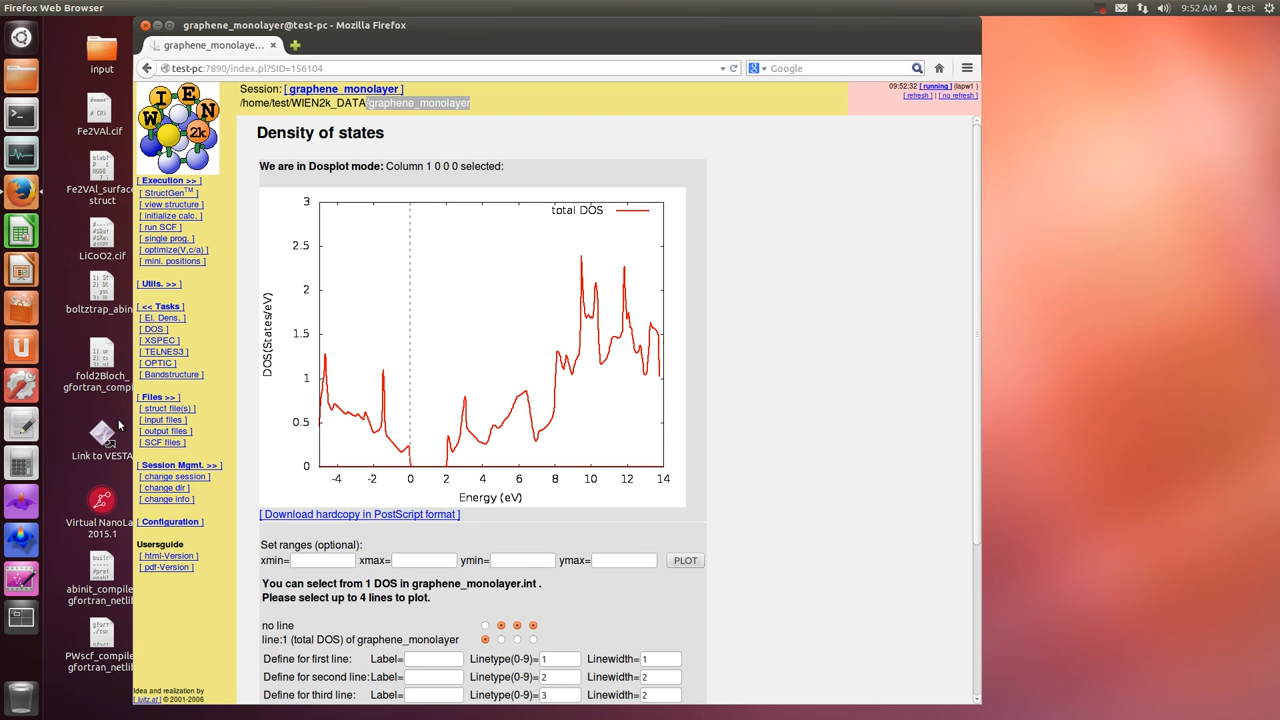 Firefox Web Browser
9:52 AM test
graphene_monolayer@test-pc - Mozilla Firefox
graphene_monolaye...
test-pc:7890/index.pl?SID=156104
Google
Session: [ graphene_monolayer ]
/home/test/WIEN2k_DATA/graphene_monolayer
09:52:32 [ running ] (lapw1)
[ refresh ] | [ no refresh ]
WIEN
2k
[ Execution >> ]
[ StructGen™ ]
[ view structure ]
[ initialize calc. ]
[ run SCF ]
[ single prog. ]
[ optimize(V,c/a) ]
[ mini. positions ]
[ Utils. >> ]
[ << Tasks ]
[ El. Dens. ]
[ DOS ]
[ XSPEC ]
[ TELNES3 ]
[ OPTIC ]
[ Bandstructure ]
[ Files >> ]
[ struct file(s) ]
[ input files ]
[ output files ]
[ SCF files ]
[ Session Mgmt. >> ]
[ change session ]
[ change dir ]
[ change info ]
[ Configuration ]
Usersguide
[ html-Version ]
[ pdf-Version ]
Idea and realization by
[ luitz.at ] © 2001-2006
Density of states
We are in Dosplot mode: Column 1 0 0 0 selected:
total DOS
DOS(States/eV)
3
2.5
2
1.5
1
0.5
0
-4 -2 0 2 4 6 8 10 12 14
Energy (eV)
[ Download hardcopy in PostScript format ]
Set ranges (optional):
xmin= xmax= ymin= ymax= PLOT
You can select from 1 DOS in graphene_monolayer.int .
Please select up to 4 lines to plot.
no line
line:1 (total DOS) of graphene_monolayer
Define for first line: Label= Linetype(0-9)= 1 Linewidth= 1
Define for second line: Label= Linetype(0-9)= 2 Linewidth= 2
Define for third line: Label= Linetype(0-9)= 3 Linewidth= 2
input
Fe2VAl.cif
Fe2VAl_surface
struct
LiCoO2.cif
boltztrap_abin
fold2Bloch_
gfortran_compi
Link to VESTA
Virtual NanoLa
2015.1
abinit_compile
gfortran_netlib
PWscf_compile
gfortran_netlib